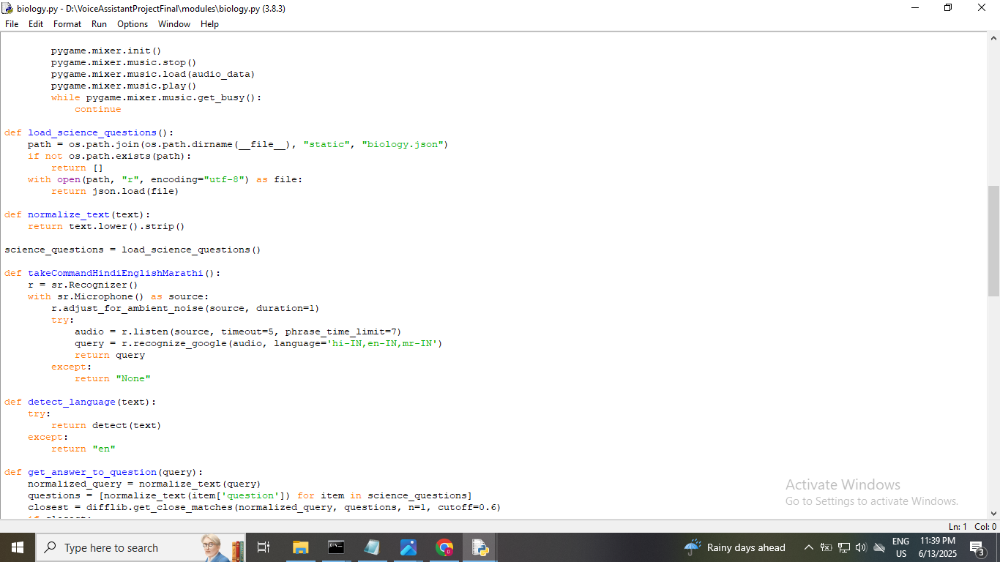 biology.py - D:\VoiceAssistantProjectFinal\modules\biology.py (3.8.3)
File Edit Format Run Options Window Help
        pygame.mixer.init()
        pygame.mixer.music.stop()
        pygame.mixer.music.load(audio_data)
        pygame.mixer.music.play()
        while pygame.mixer.music.get_busy():
            continue
def load_science_questions():
    path = os.path.join(os.path.dirname(__file__), "static", "biology.json")
    if not os.path.exists(path):
        return []
    with open(path, "r", encoding="utf-8") as file:
        return json.load(file)
def normalize_text(text):
    return text.lower().strip()
science_questions = load_science_questions()
def takeCommandHindiEnglishMarathi():
    r = sr.Recognizer()
    with sr.Microphone() as source:
        r.adjust_for_ambient_noise(source, duration=1)
        try:
            audio = r.listen(source, timeout=5, phrase_time_limit=7)
            query = r.recognize_google(audio, language='hi-IN,en-IN,mr-IN')
            return query
        except:
            return "None"
def detect_language(text):
    try:
        return detect(text)
    except:
        return "en"
def get_answer_to_question(query):
    normalized_query = normalize_text(query)
    questions = [normalize_text(item['question']) for item in science_questions]
    closest = difflib.get_close_matches(normalized_query, questions, n=1, cutoff=0.6)
Activate Windows
Go to Settings to activate Windows.
Ln: 1 Col: 0
Type here to search
Rainy days ahead
ENG
US
11:39 PM
6/13/2025
3